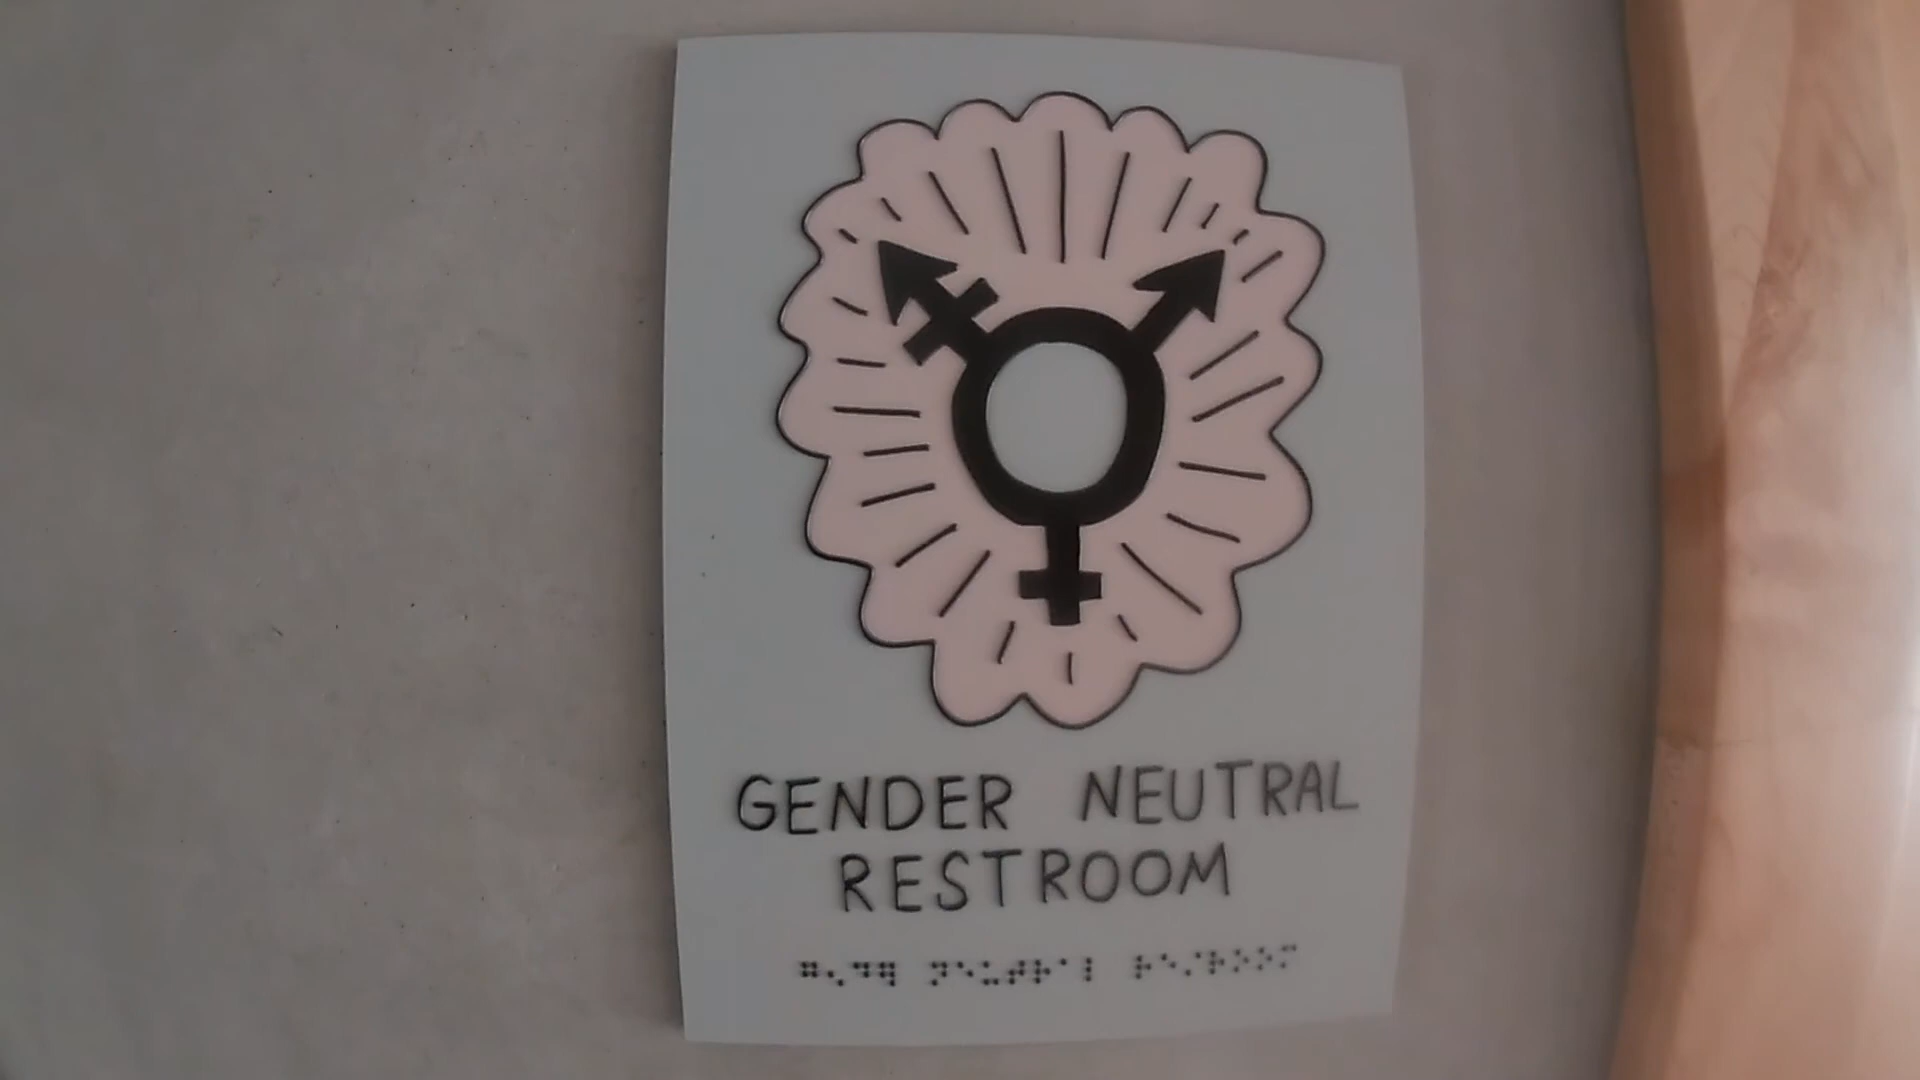 GENDER NEUTRAL
RESTROOM
⠛⠢⠙⠻ ⠝⠑⠥⠞⠗⠁⠇ ⠗⠑⠌⠗⠕⠕⠍